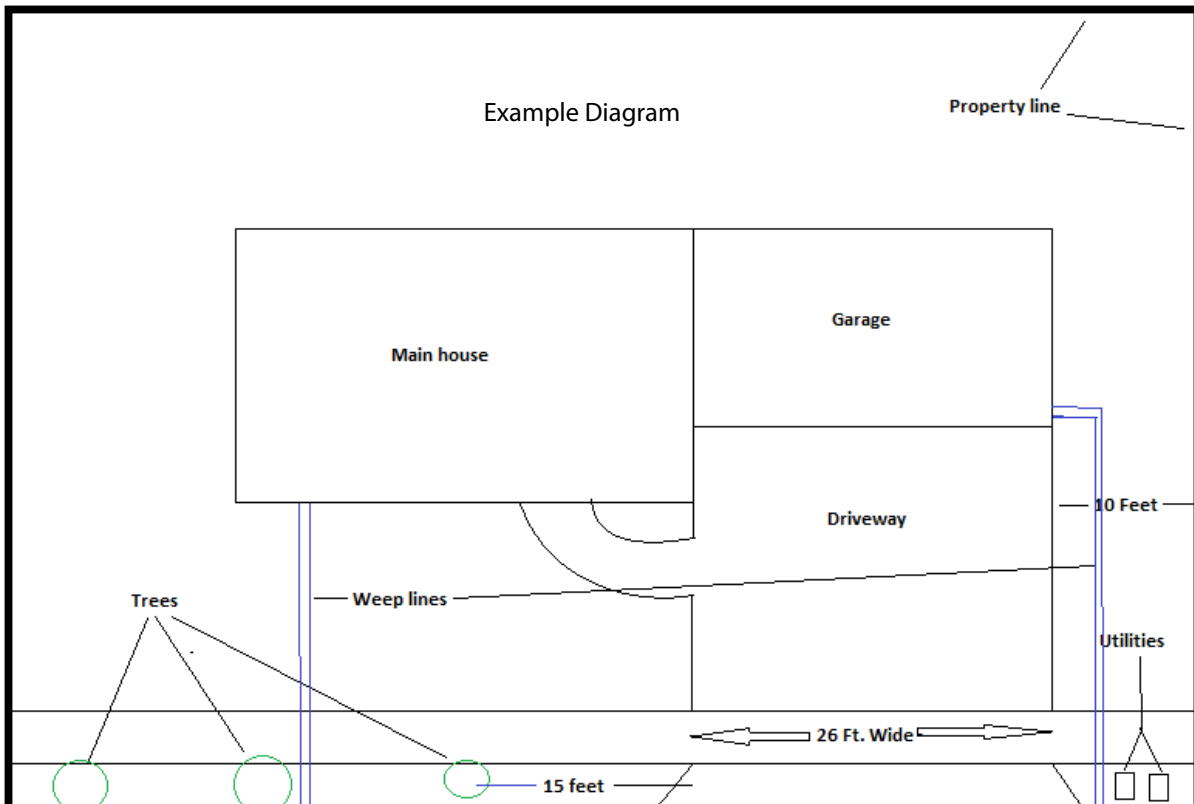 Example Diagram
Property line
Garage
Main house
10 Feet
Driveway
Weep lines
Trees
Utilities
26 Ft. Wide
15 feet